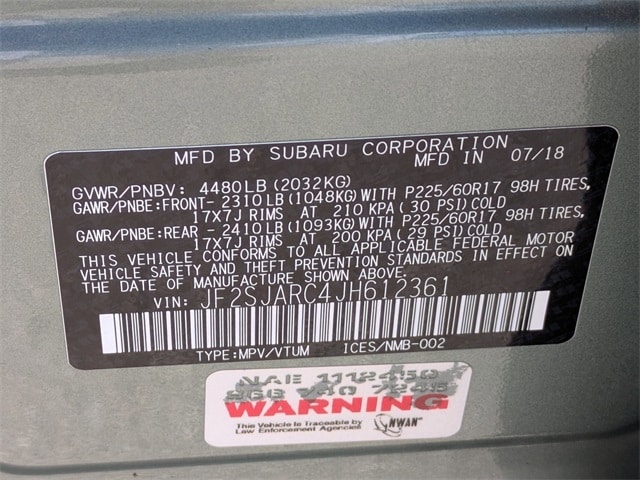 MFD BY SUBARU CORPORATION
MFD IN 07/18
GVWR/PNBV: 4480LB(2032KG)
GAWR/PNBE:FRONT-2310LB(1048KG)WITH P225/60R17 98H TIRES,
17X7J RIMS AT 210 KPA(30 PSI)COLD
GAWR/PNBE:REAR -2410LB(1093KG)WITH P225/60R17 98H TIRES,
17X7J RIMS AT 200 KPA(29 PSI)COLD
THIS VEHICLE CONFORMS TO ALL APPLICABLE FEDERAL MOTOR
VEHICLE SAFETY AND THEFT PREVENTION STANDARDS IN EFFECT ON
THE DATE OF MANUFACTURE SHOWN ABOVE.
VIN: JF2SJARC4JH612361
TYPE:MPV/VTUM ICES/NMB-002
NAE
WARNING
This Vehicle is Traceable by
Law Enforcement Agencies
NWAN